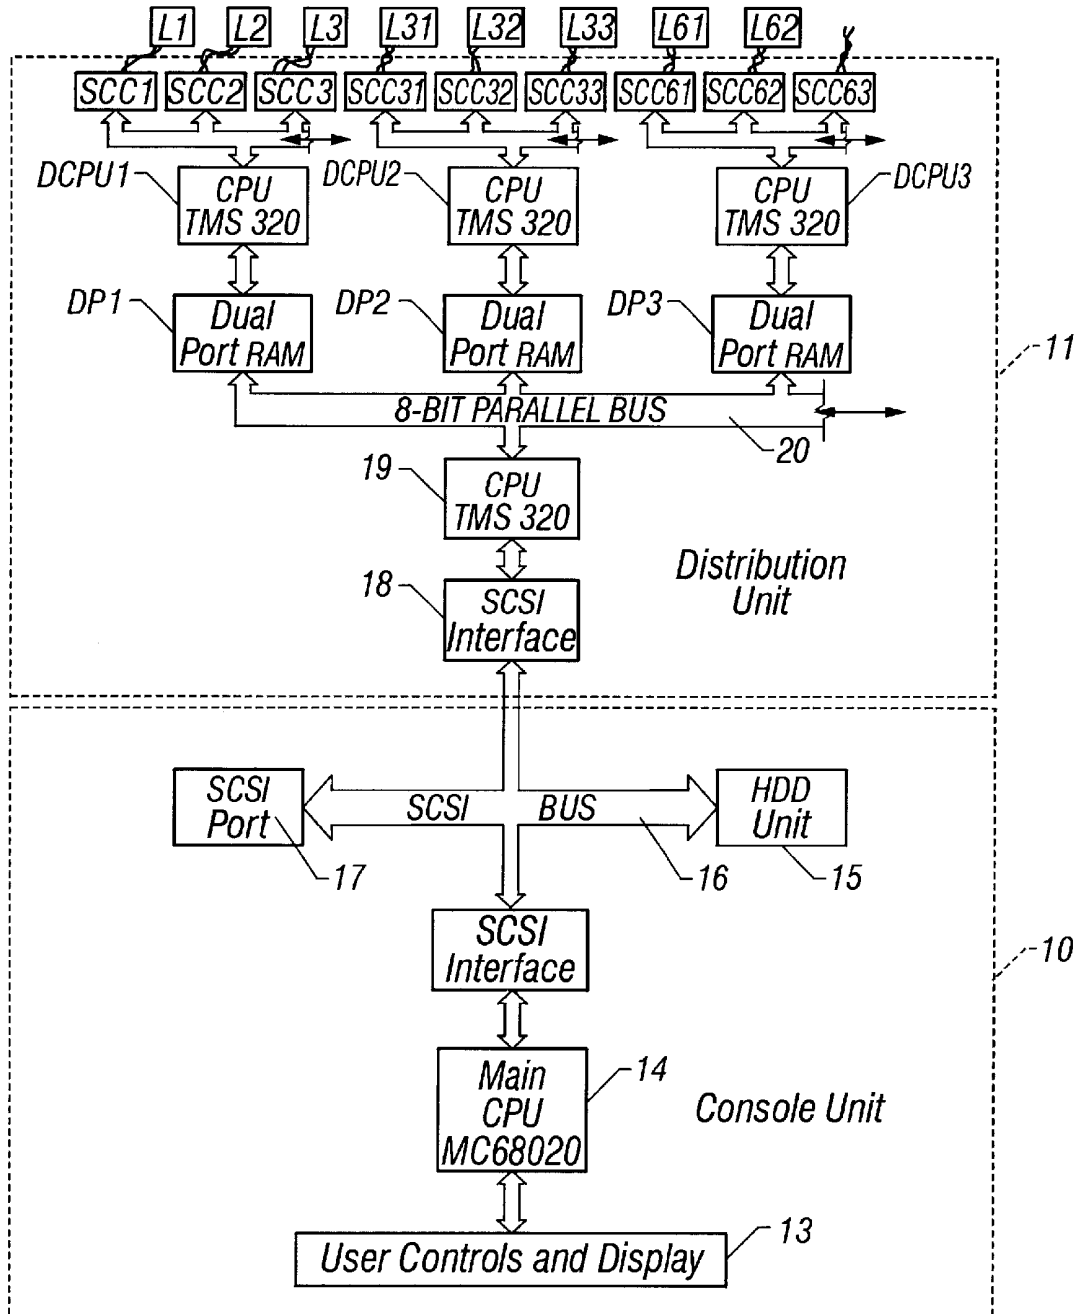 L1 L2 L3 L31 L32 L33 L61 L62
SCC1 SCC2 SCC3 SCC31 SCC32 SCC33 SCC61 SCC62 SCC63
DCPU1
CPU
TMS 320
DCPU2
CPU
TMS 320
CPU
TMS 320
DCPU3
DP1
Dual
Port RAM
DP2
Dual
Port RAM
DP3
Dual
Port RAM
11
8-BIT PARALLEL BUS
20
19
CPU
TMS 320
18
SCSI
Interface
Distribution
Unit
SCSI
Port
17
SCSI BUS
16
HDD
Unit
15
SCSI
Interface
10
Main
CPU
MC68020
14
Console Unit
User Controls and Display
13